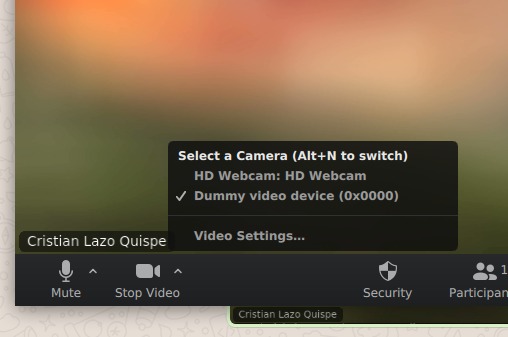 Select a Camera (Alt+N to switch)
HD Webcam: HD Webcam
Dummy video device (0x0000)
Video Settings...
Cristian Lazo Quispe
Mute
Stop Video
Security
Participan
1
Cristian Lazo Quispe